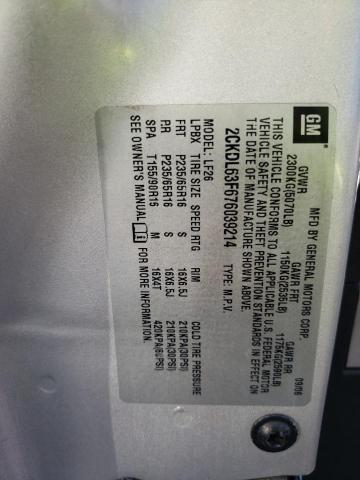 GM
MFD BY GENERAL MOTORS CORP. 09/06
GVWR GAWR FRT GAWR RR
2300KG(5070LB) 1150KG(2535LB) 1175KG(2590LB)
THIS VEHICLE CONFORMS TO ALL APPLICABLE U.S. FEDERAL MOTOR
VEHICLE SAFETY AND THEFT PREVENTION STANDARDS IN EFFECT ON
THE DATE OF MANUFACTURE SHOWN ABOVE.
2CKDL63F676039214 TYPE: M.P.V.
MODEL: LF26
LPBX TIRE SIZE SPEED RTG RIM COLD TIRE PRESSURE
FRT P235/65R16 S 16X6.5J 210KPA(30PSI)
RR P235/65R16 S 16X6.5J 210KPA(30PSI)
SPA T155/90R16 M 16X4T 420KPA(60PSI)
SEE OWNER'S MANUAL i FOR MORE INFORMATION.